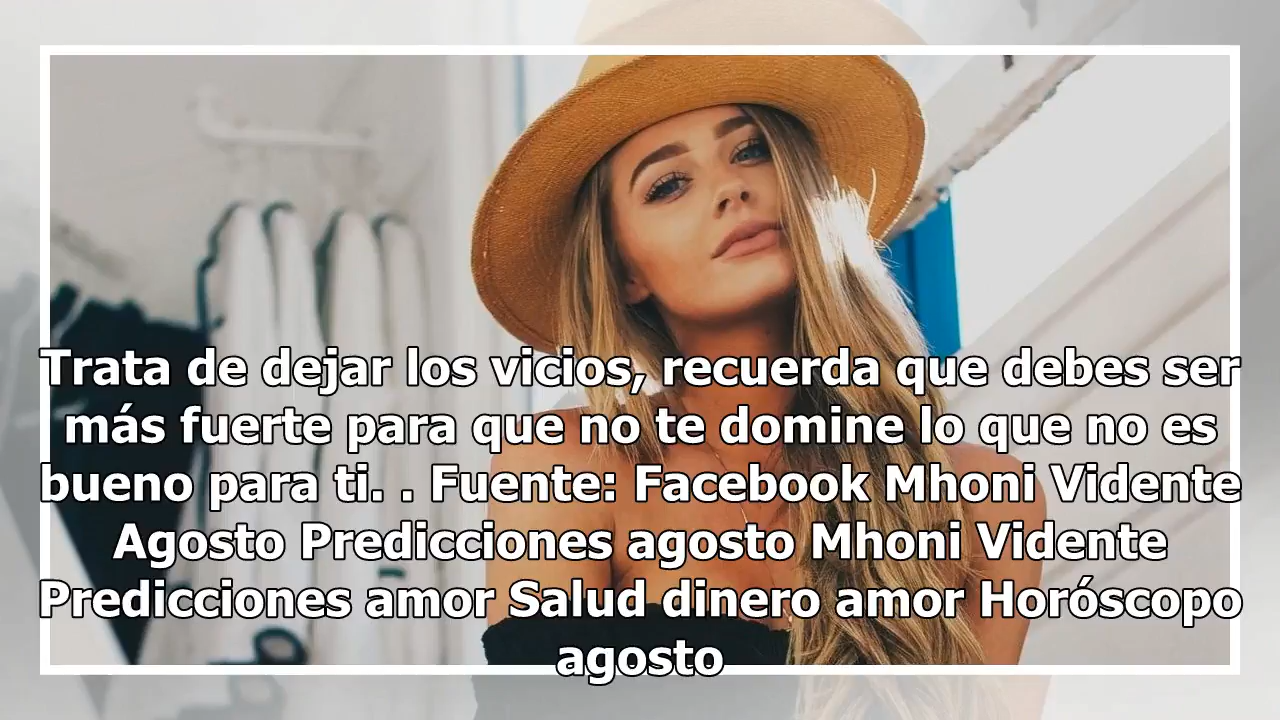 Trata de dejar los vicios, recuerda que debes ser
más fuerte para que no te domine lo que no es
bueno para ti. . Fuente: Facebook Mhoni Vidente
Agosto Predicciones agosto Mhoni Vidente
Predicciones amor Salud dinero amor Horóscopo
agosto